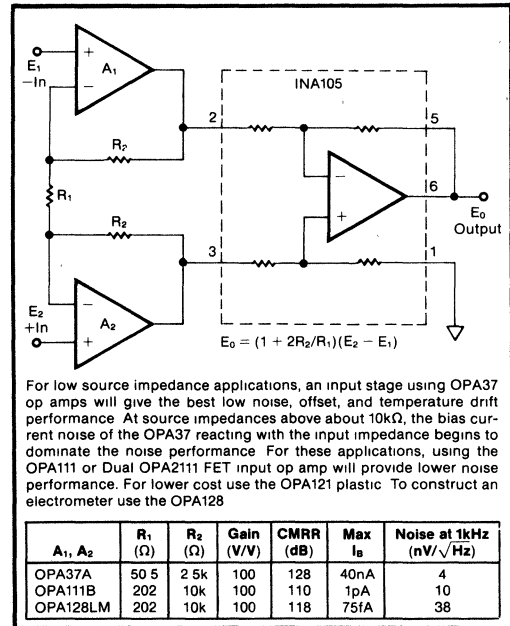 E₁
−In
+
−
A₁
INA105
2
5
R₂
R₁
−
+
6
E₀
Output
R₂
3
1
E₂
+In
−
+
A₂
E₀ = (1 + 2R₂/R₁)(E₂ − E₁)
For low source impedance applications, an input stage using OPA37
op amps will give the best low noise, offset, and temperature drift
performance At source impedances above about 10kΩ, the bias cur-
rent noise of the OPA37 reacting with the input impedance begins to
dominate the noise performance For these applications, using the
OPA111 or Dual OPA2111 FET input op amp will provide lower noise
performance. For lower cost use the OPA121 plastic To construct an
electrometer use the OPA128
A₁, A₂ R₁ (Ω) R₂ (Ω) Gain (V/V) CMRR (dB) Max I_B Noise at 1kHz (nV/√Hz)
OPA37A 50 5 2 5k 100 128 40nA 4
OPA111B 202 10k 100 110 1pA 10
OPA128LM 202 10k 100 118 75fA 38